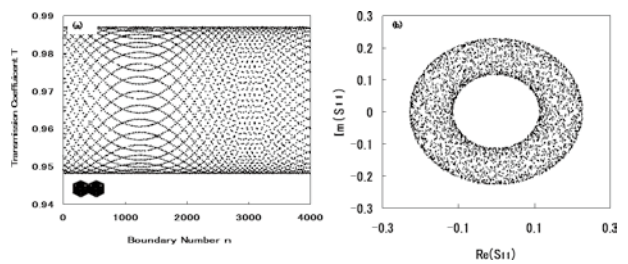 (a)
0.99
0.98
0.97
0.96
0.95
0.94
Transmission Coefficient T
0 1000 2000 3000 4000
Boundary Number n
(b)
0.3
0.2
0.1
0
-0.1
-0.2
-0.3
Im(S11)
-0.3 -0.1 0.1 0.3
Re(S11)